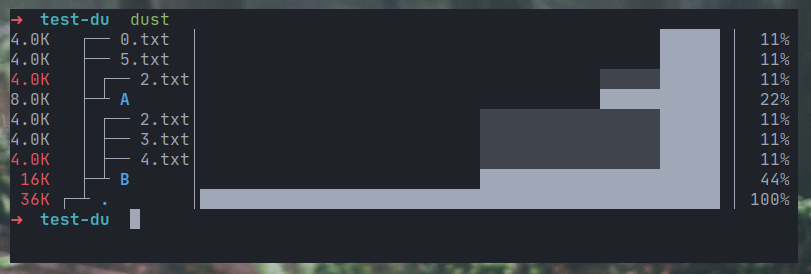 ➜ test-du dust
4.0K ┌── 0.txt │ 11%
4.0K ├── 5.txt │ 11%
4.0K │ ┌── 2.txt│ 11%
8.0K ├─┴ A │ 22%
4.0K │ ┌── 2.txt│ 11%
4.0K │ ├── 3.txt│ 11%
4.0K │ ├── 4.txt│ 11%
16K ├─┴ B │ 44%
36K ┌─┴ . │ 100%
➜ test-du